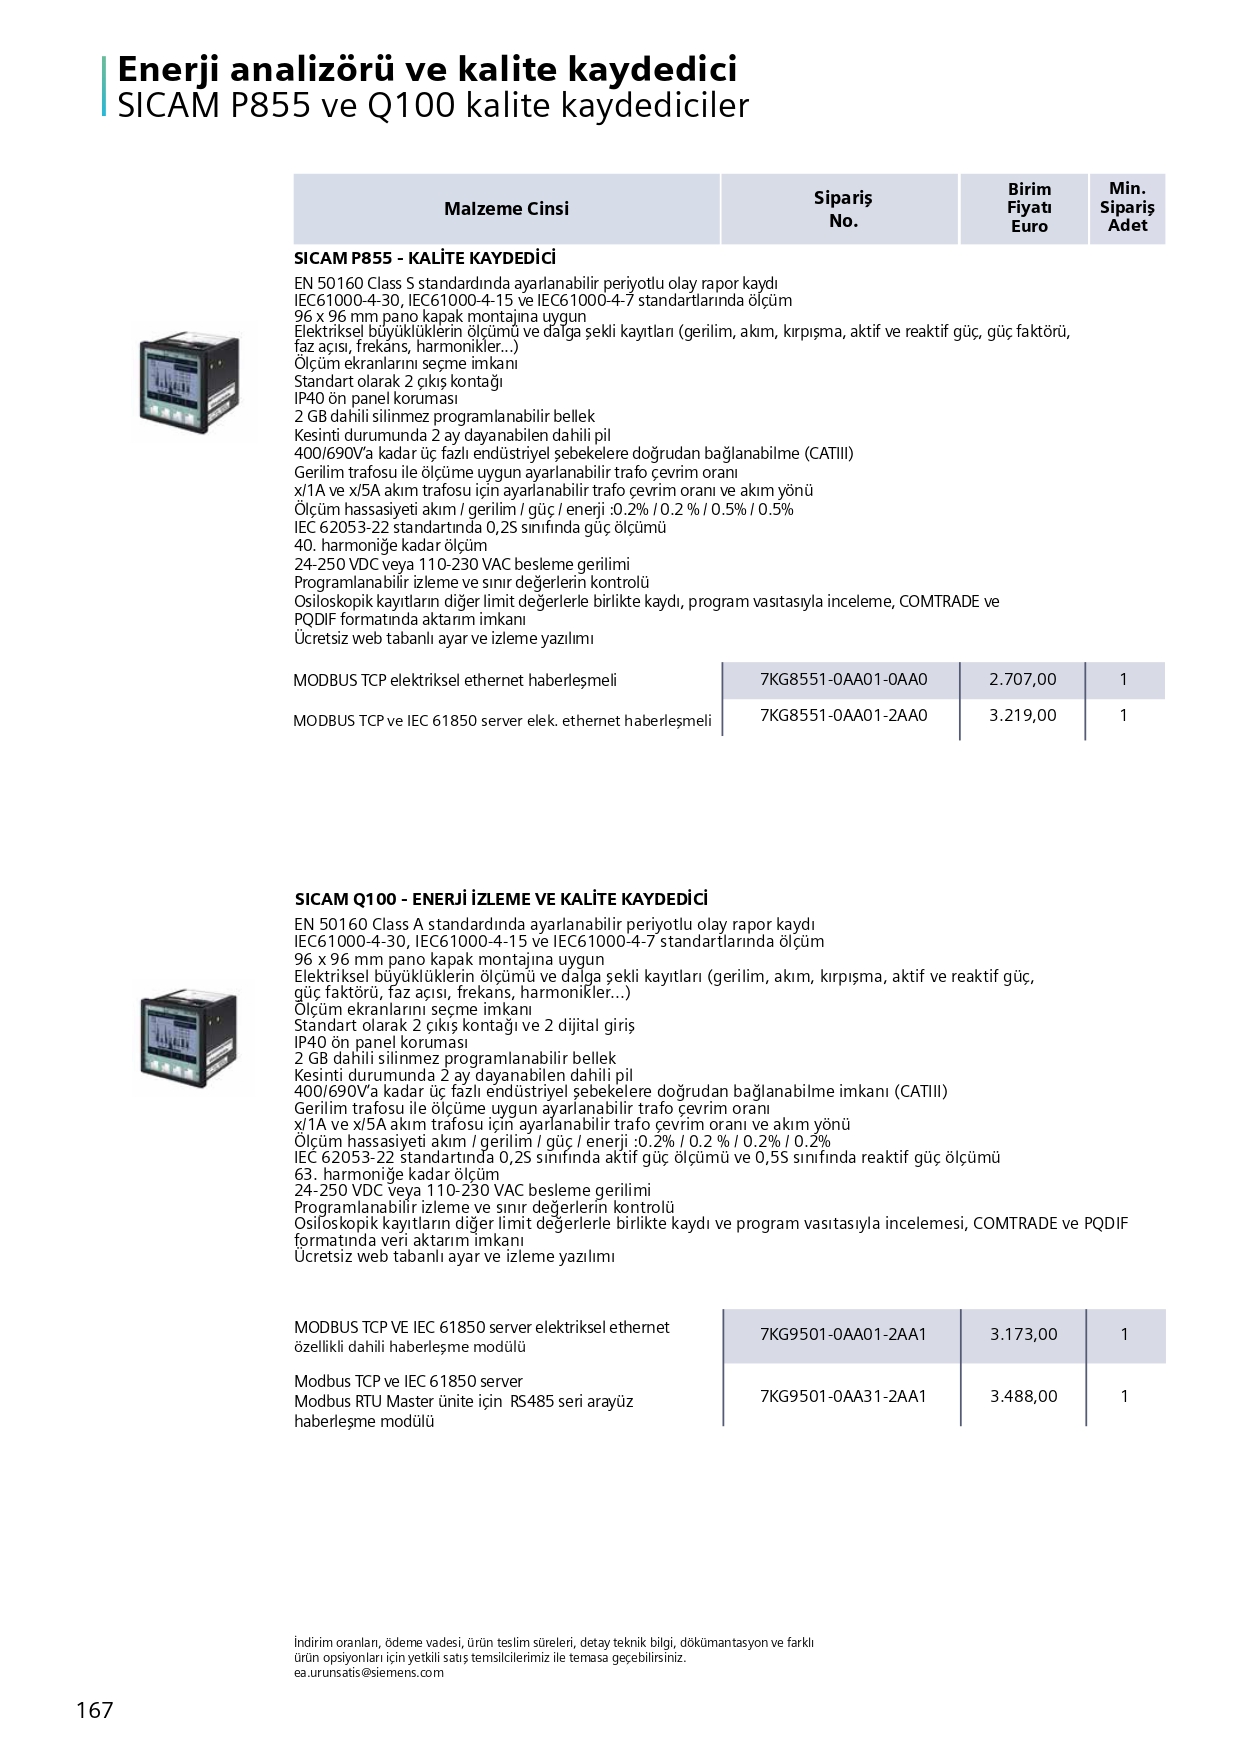 Enerji analizörü ve kalite kaydedici
SICAM P855 ve Q100 kalite kaydediciler
Malzeme Cinsi
Sipariş
No.
Birim
Fiyatı
Euro
Min.
Sipariş
Adet
SICAM P855 - KALİTE KAYDEDİCİ
EN 50160 Class S standardında ayarlanabilir periyotlu olay rapor kaydı
IEC61000-4-30, IEC61000-4-15 ve IEC61000-4-7 standartlarında ölçüm
96 x 96 mm pano kapak montajına uygun
Elektriksel büyüklüklerin ölçümü ve dalga şekli kayıtları (gerilim, akım, kırpışma, aktif ve reaktif güç, güç faktörü,
faz açısı, frekans, harmonikler...)
Ölçüm ekranlarını seçme imkanı
Standart olarak 2 çıkış kontağı
IP40 ön panel koruması
2 GB dahili silinmez programlanabilir bellek
Kesinti durumunda 2 ay dayanabilen dahili pil
400/690V’a kadar üç fazlı endüstriyel şebekelere doğrudan bağlanabilme (CATIII)
Gerilim trafosu ile ölçüme uygun ayarlanabilir trafo çevrim oranı
x/1A ve x/5A akım trafosu için ayarlanabilir trafo çevrim oranı ve akım yönü
Ölçüm hassasiyeti akım / gerilim / güç / enerji :0.2% / 0.2 % / 0.5% / 0.5%
IEC 62053-22 standartında 0,2S sınıfında güç ölçümü
40. harmoniğe kadar ölçüm
24-250 VDC veya 110-230 VAC besleme gerilimi
Programlanabilir izleme ve sınır değerlerin kontrolü
Osiloskopik kayıtların diğer limit değerlerle birlikte kaydı, program vasıtasıyla inceleme, COMTRADE ve
PQDIF formatında aktarım imkanı
Ücretsiz web tabanlı ayar ve izleme yazılımı
MODBUS TCP elektriksel ethernet haberleşmeli 7KG8551-0AA01-0AA0 2.707,00 1
MODBUS TCP ve IEC 61850 server elek. ethernet haberleşmeli 7KG8551-0AA01-2AA0 3.219,00 1
SICAM Q100 - ENERJİ İZLEME VE KALİTE KAYDEDİCİ
EN 50160 Class A standardında ayarlanabilir periyotlu olay rapor kaydı
IEC61000-4-30, IEC61000-4-15 ve IEC61000-4-7 standartlarında ölçüm
96 x 96 mm pano kapak montajına uygun
Elektriksel büyüklüklerin ölçümü ve dalga şekli kayıtları (gerilim, akım, kırpışma, aktif ve reaktif güç,
güç faktörü, faz açısı, frekans, harmonikler...)
Ölçüm ekranlarını seçme imkanı
Standart olarak 2 çıkış kontağı ve 2 dijital giriş
IP40 ön panel koruması
2 GB dahili silinmez programlanabilir bellek
Kesinti durumunda 2 ay dayanabilen dahili pil
400/690V’a kadar üç fazlı endüstriyel şebekelere doğrudan bağlanabilme imkanı (CATIII)
Gerilim trafosu ile ölçüme uygun ayarlanabilir trafo çevrim oranı
x/1A ve x/5A akım trafosu için ayarlanabilir trafo çevrim oranı ve akım yönü
Ölçüm hassasiyeti akım / gerilim / güç / enerji :0.2% / 0.2 % / 0.2% / 0.2%
IEC 62053-22 standartında 0,2S sınıfında aktif güç ölçümü ve 0,5S sınıfında reaktif güç ölçümü
63. harmoniğe kadar ölçüm
24-250 VDC veya 110-230 VAC besleme gerilimi
Programlanabilir izleme ve sınır değerlerin kontrolü
Osiloskopik kayıtların diğer limit değerlerle birlikte kaydı ve program vasıtasıyla incelemesi, COMTRADE ve PQDIF
formatında veri aktarım imkanı
Ücretsiz web tabanlı ayar ve izleme yazılımı
MODBUS TCP VE IEC 61850 server elektriksel ethernet
özellikli dahili haberleşme modülü
7KG9501-0AA01-2AA1 3.173,00 1
Modbus TCP ve IEC 61850 server
Modbus RTU Master ünite için RS485 seri arayüz
haberleşme modülü
7KG9501-0AA31-2AA1 3.488,00 1
İndirim oranları, ödeme vadesi, ürün teslim süreleri, detay teknik bilgi, dökümantasyon ve farklı
ürün opsiyonları için yetkili satış temsilcilerimiz ile temasa geçebilirsiniz.
ea.urunsatis@siemens.com
167